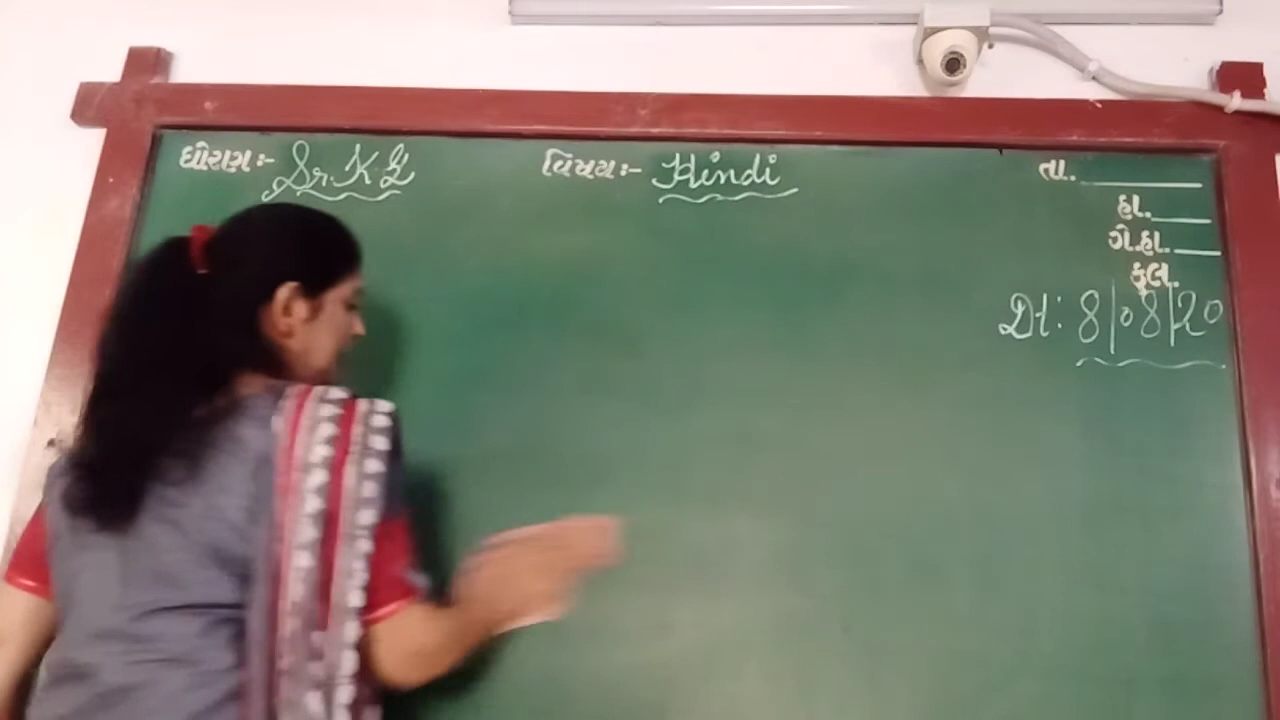 ધોરણઃ- Sr.KG વિષયઃ- Hindi તા.
હા.
ગે.હા.
કુલ.
Dt: 8/08/20